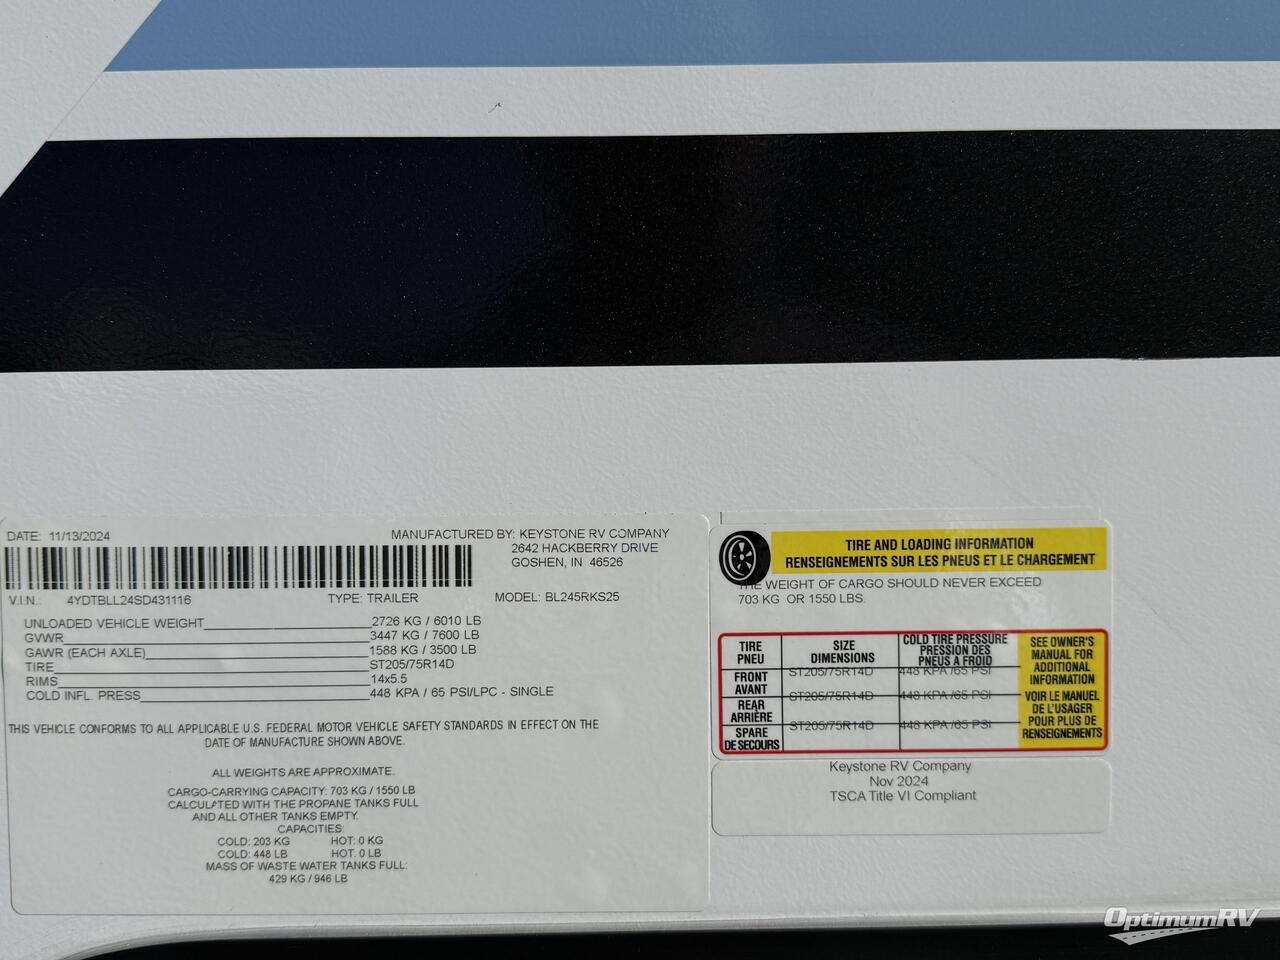 DATE: 11/13/2024
MANUFACTURED BY: KEYSTONE RV COMPANY
2642 HACKBERRY DRIVE
GOSHEN, IN 46526
V.I.N.: 4YDTBLL24SD431116 TYPE: TRAILER MODEL: BL245RKS25
UNLOADED VEHICLE WEIGHT 2726 KG / 6010 LB
GVWR 3447 KG / 7600 LB
GAWR (EACH AXLE) 1588 KG / 3500 LB
TIRE ST205/75R14D
RIMS 14x5.5
COLD INFL. PRESS 448 KPA / 65 PSI/LPC - SINGLE
THIS VEHICLE CONFORMS TO ALL APPLICABLE U.S. FEDERAL MOTOR VEHICLE SAFETY STANDARDS IN EFFECT ON THE
DATE OF MANUFACTURE SHOWN ABOVE.
ALL WEIGHTS ARE APPROXIMATE.
CARGO-CARRYING CAPACITY: 703 KG / 1550 LB
CALCULATED WITH THE PROPANE TANKS FULL
AND ALL OTHER TANKS EMPTY.
CAPACITIES:
COLD: 203 KG HOT: 0 KG
COLD: 448 LB HOT: 0 LB
MASS OF WASTE WATER TANKS FULL:
429 KG / 946 LB
TIRE AND LOADING INFORMATION
RENSEIGNEMENTS SUR LES PNEUS ET LE CHARGEMENT
THE WEIGHT OF CARGO SHOULD NEVER EXCEED
703 KG OR 1550 LBS.
TIRE
PNEU
SIZE
DIMENSIONS
COLD TIRE PRESSURE
PRESSION DES
PNEUS A FROID
FRONT
AVANT
ST205/75R14D
448 KPA /65 PSI
REAR
ARRIÈRE
ST205/75R14D
448 KPA /65 PSI
SPARE
DE SECOURS
ST205/75R14D
448 KPA /65 PSI
SEE OWNER'S
MANUAL FOR
ADDITIONAL
INFORMATION
VOIR LE MANUEL
DE L'USAGER
POUR PLUS DE
RENSEIGNEMENTS
Keystone RV Company
Nov 2024
TSCA Title VI Compliant
OptimumRV